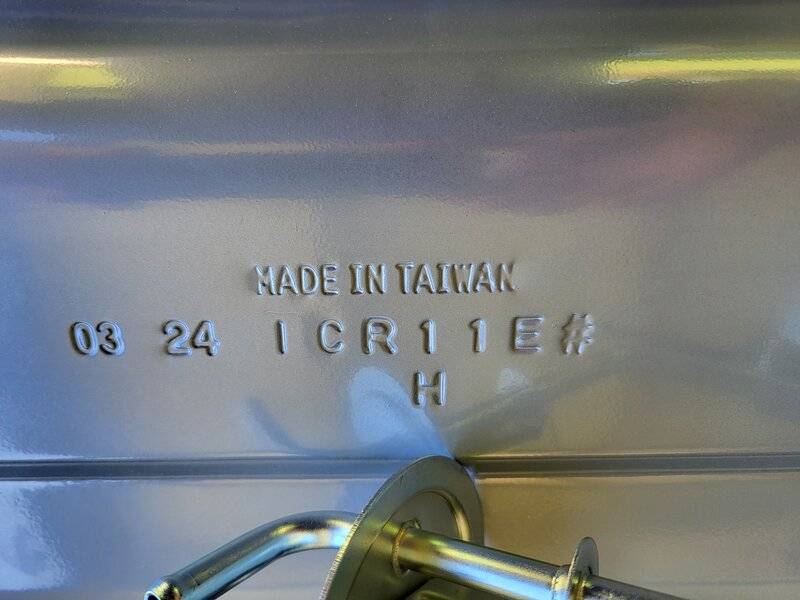 MADE IN TAIWAN
03 24 ICR11E#
H